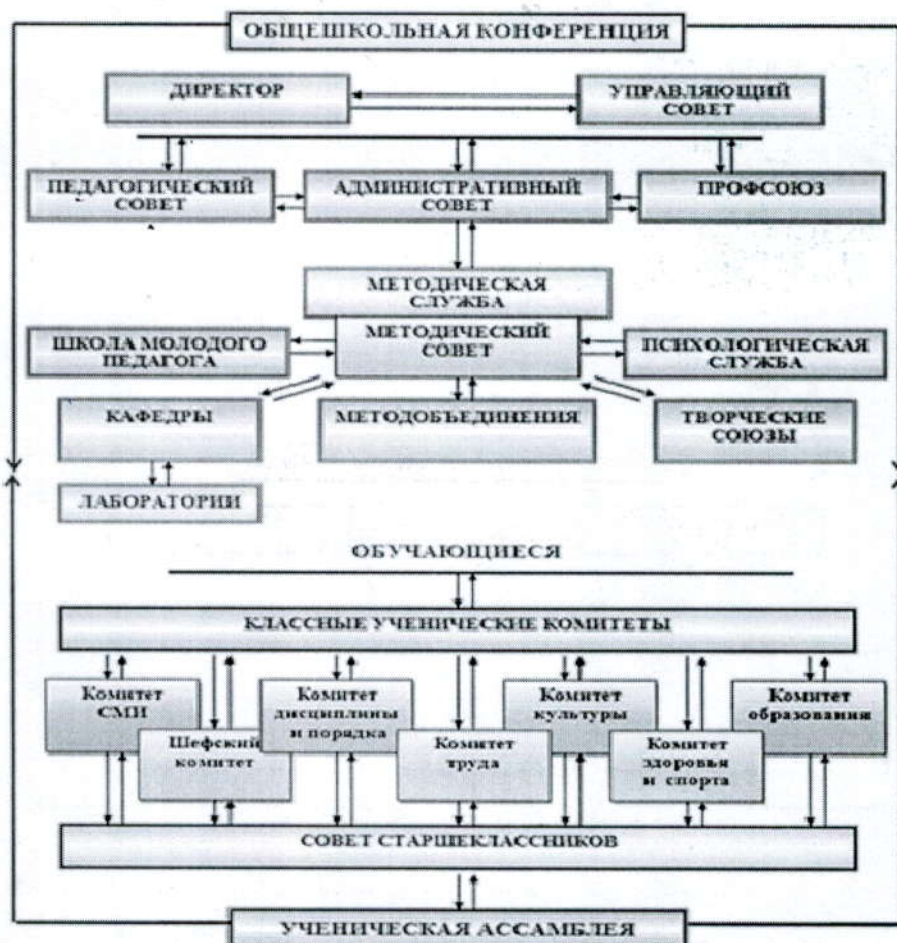 ОБЩЕШКОЛЬНАЯ КОНФЕРЕНЦИЯ
ДИРЕКТОР
УПРАВЛЯЮЩИЙ
СОВЕТ
ПЕДАГОГИЧЕСКИЙ
СОВЕТ
АДМИНИСТРАТИВНЫЙ
СОВЕТ
ПРОФСОЮЗ
МЕТОДИЧЕСКАЯ
СЛУЖБА
ШКОЛА МОЛОДОГО
ПЕДАГОГА
МЕТОДИЧЕСКИЙ
СОВЕТ
ПСИХОЛОГИЧЕСКАЯ
СЛУЖБА
КАФЕДРЫ
МЕТОДОБЪЕДИНЕНИЯ
ТВОРЧЕСКИЕ
СОЮЗЫ
ЛАБОРАТОРИИ
ОБУЧАЮЩИЕСЯ
КЛАССНЫЕ УЧЕНИЧЕСКИЕ КОМИТЕТЫ
Комитет
СМИ
Шефский
комитет
Комитет
дисциплины
и порядка
Комитет
труда
Комитет
культуры
Комитет
здоровья
и спорта
Комитет
образования
СОВЕТ СТАРШЕКЛАССНИКОВ
УЧЕНИЧЕСКАЯ АССАМБЛЕЯ